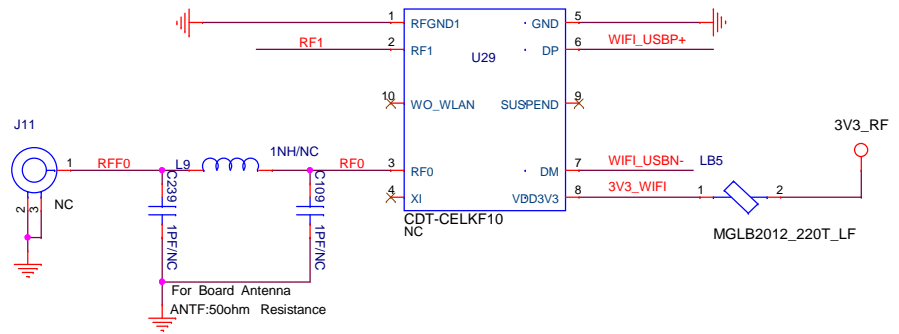 1 RFGND1 GND 5
RF1 2 RF1 DP 6 WIFI_USBP+
U29
10 WO_WLAN SUSPEND 9
J11 3V3_RF
1 RFF0 L9 1NH/NC RF0 3 RF0 DM 7 WIFI_USBN- LB5
C239 C109
2 3 NC 4 XI VDD3V3 8 3V3_WIFI 1 2
CDT-CELKF10
NC
1PF/NC 1PF/NC MGLB2012_220T_LF
For Board Antenna
ANTF:50ohm Resistance